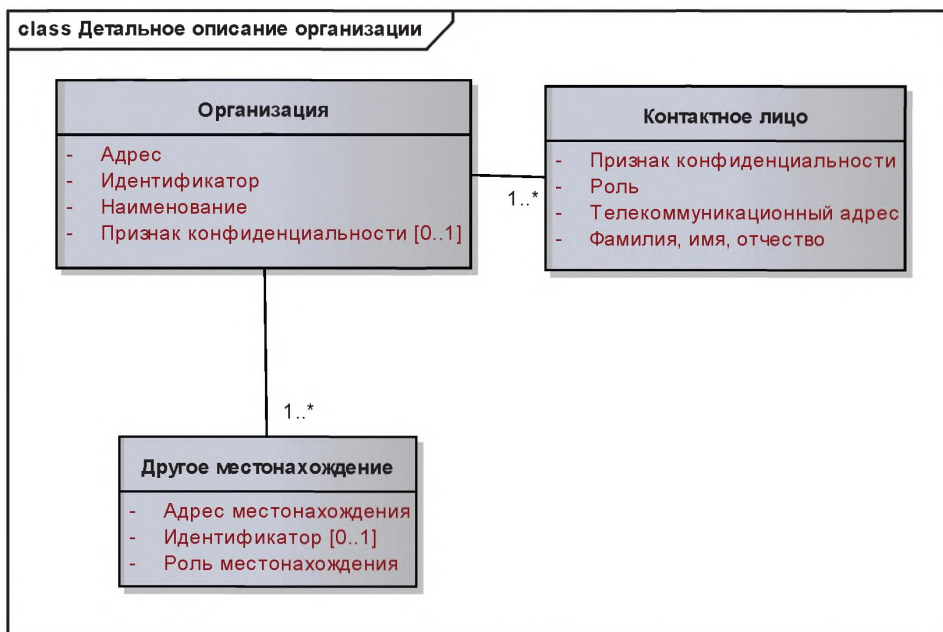 class Детальное описание организации
Организация
- Адрес
- Идентификатор
- Наименование
- Признак конфиденциальности [0..1]
1..*
Контактное лицо
- Признак конфиденциальности
- Роль
- Телекоммуникационный адрес
- Фамилия, имя, отчество
1..*
Другое местонахождение
- Адрес местонахождения
- Идентификатор [0..1]
- Роль местонахождения